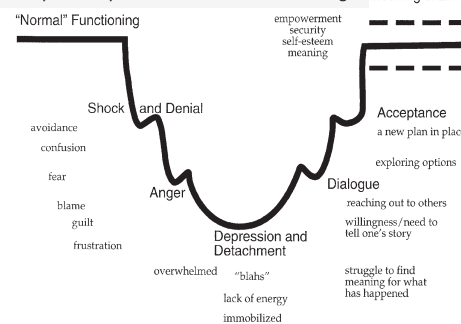 "Normal" Functioning
empowerment
security
self-esteem
meaning
Shock and Denial
avoidance
confusion
fear
Anger
blame
guilt
frustration
Depression and
Detachment
overwhelmed
"blahs"
lack of energy
immobilized
Acceptance
a new plan in plac
exploring options
Dialogue
reaching out to others
willingness/need to
tell one's story
struggle to find
meaning for what
has happened